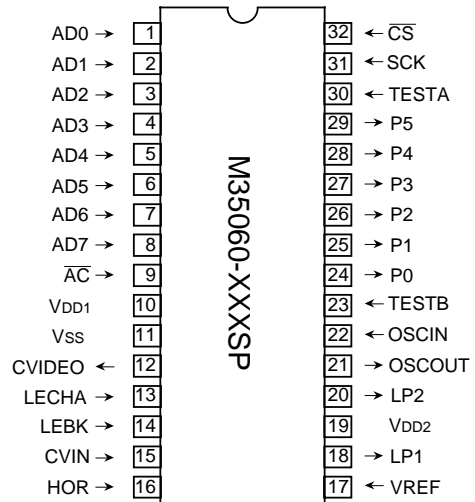 AD0 → 1 32 ← C̅S̅
AD1 → 2 31 ← SCK
AD2 → 3 30 ← TESTA
AD3 → 4 29 → P5
AD4 → 5 28 → P4
AD5 → 6 27 → P3
AD6 → 7 26 → P2
AD7 → 8 25 → P1
A̅C̅ → 9 24 → P0
VDD1 10 23 ← TESTB
VSS 11 22 ← OSCIN
CVIDEO ← 12 21 → OSCOUT
LECHA → 13 20 → LP2
LEBK → 14 19 VDD2
CVIN → 15 18 → LP1
HOR → 16 17 ← VREF
M35060-XXXSP